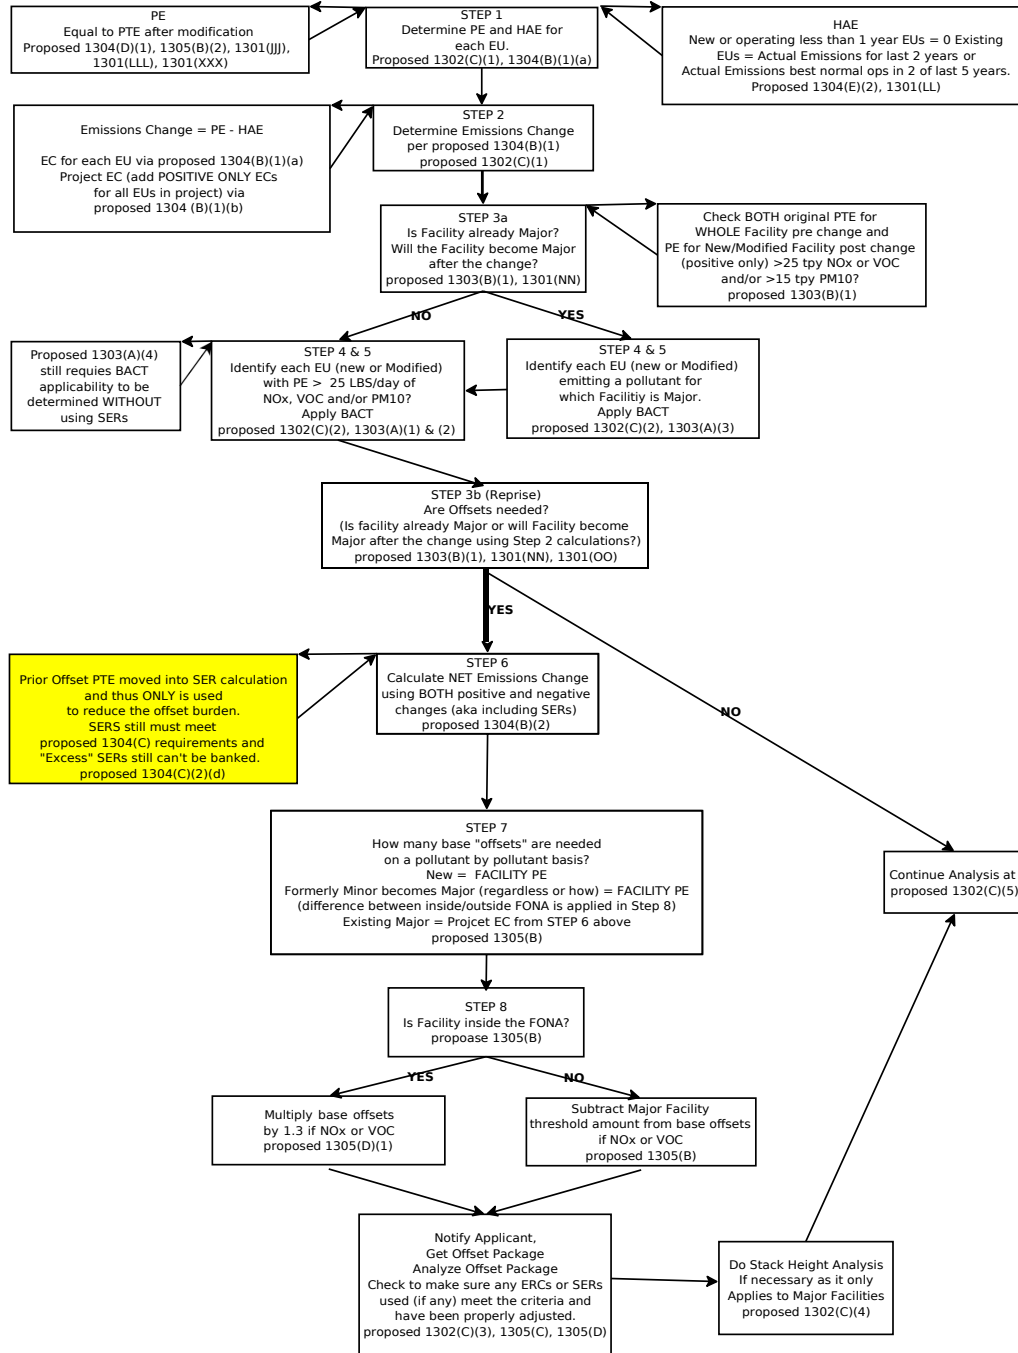 PE
Equal to PTE after modification
Proposed 1304(D)(1), 1305(B)(2), 1301(JJJ),
1301(LLL), 1301(XXX)
STEP 1
Determine PE and HAE for
each EU.
Proposed 1302(C)(1), 1304(B)(1)(a)
HAE
New or operating less than 1 year EUs = 0 Existing
EUs = Actual Emissions for last 2 years or
Actual Emissions best normal ops in 2 of last 5 years.
Proposed 1304(E)(2), 1301(LL)
Emissions Change = PE - HAE
EC for each EU via proposed 1304(B)(1)(a)
Project EC (add POSITIVE ONLY ECs
for all EUs in project) via
proposed 1304 (B)(1)(b)
STEP 2
Determine Emissions Change
per proposed 1304(B)(1)
proposed 1302(C)(1)
STEP 3a
Is Facility already Major?
Will the Facility become Major
after the change?
proposed 1303(B)(1), 1301(NN)
Check BOTH original PTE for
WHOLE Facility pre change and
PE for New/Modified Facility post change
(positive only) >25 tpy NOx or VOC
and/or >15 tpy PM10?
proposed 1303(B)(1)
NO
YES
Proposed 1303(A)(4)
still requies BACT
applicability to be
determined WITHOUT
using SERs
STEP 4 & 5
Identify each EU (new or Modified)
with PE > 25 LBS/day of
NOx, VOC and/or PM10?
Apply BACT
proposed 1302(C)(2), 1303(A)(1) & (2)
STEP 4 & 5
Identify each EU (new or Modified)
emitting a pollutant for
which Facilitiy is Major.
Apply BACT
proposed 1302(C)(2), 1303(A)(3)
STEP 3b (Reprise)
Are Offsets needed?
(Is facility already Major or will Facility become
Major after the change using Step 2 calculations?)
proposed 1303(B)(1), 1301(NN), 1301(OO)
YES
NO
Prior Offset PTE moved into SER calculation
and thus ONLY is used
to reduce the offset burden.
SERS still must meet
proposed 1304(C) requirements and
"Excess" SERs still can't be banked.
proposed 1304(C)(2)(d)
STEP 6
Calculate NET Emissions Change
using BOTH positive and negative
changes (aka including SERs)
proposed 1304(B)(2)
STEP 7
How many base "offsets" are needed
on a pollutant by pollutant basis?
New = FACILITY PE
Formerly Minor becomes Major (regardless or how) = FACILITY PE
(difference between inside/outside FONA is applied in Step 8)
Existing Major = Projcet EC from STEP 6 above
proposed 1305(B)
Continue Analysis at
proposed 1302(C)(5)
STEP 8
Is Facility inside the FONA?
propoase 1305(B)
YES
NO
Multiply base offsets
by 1.3 if NOx or VOC
proposed 1305(D)(1)
Subtract Major Facility
threshold amount from base offsets
if NOx or VOC
proposed 1305(B)
Notify Applicant,
Get Offset Package
Analyze Offset Package
Check to make sure any ERCs or SERs
used (if any) meet the criteria and
have been properly adjusted.
proposed 1302(C)(3), 1305(C), 1305(D)
Do Stack Height Analysis
If necessary as it only
Applies to Major Facilities
proposed 1302(C)(4)